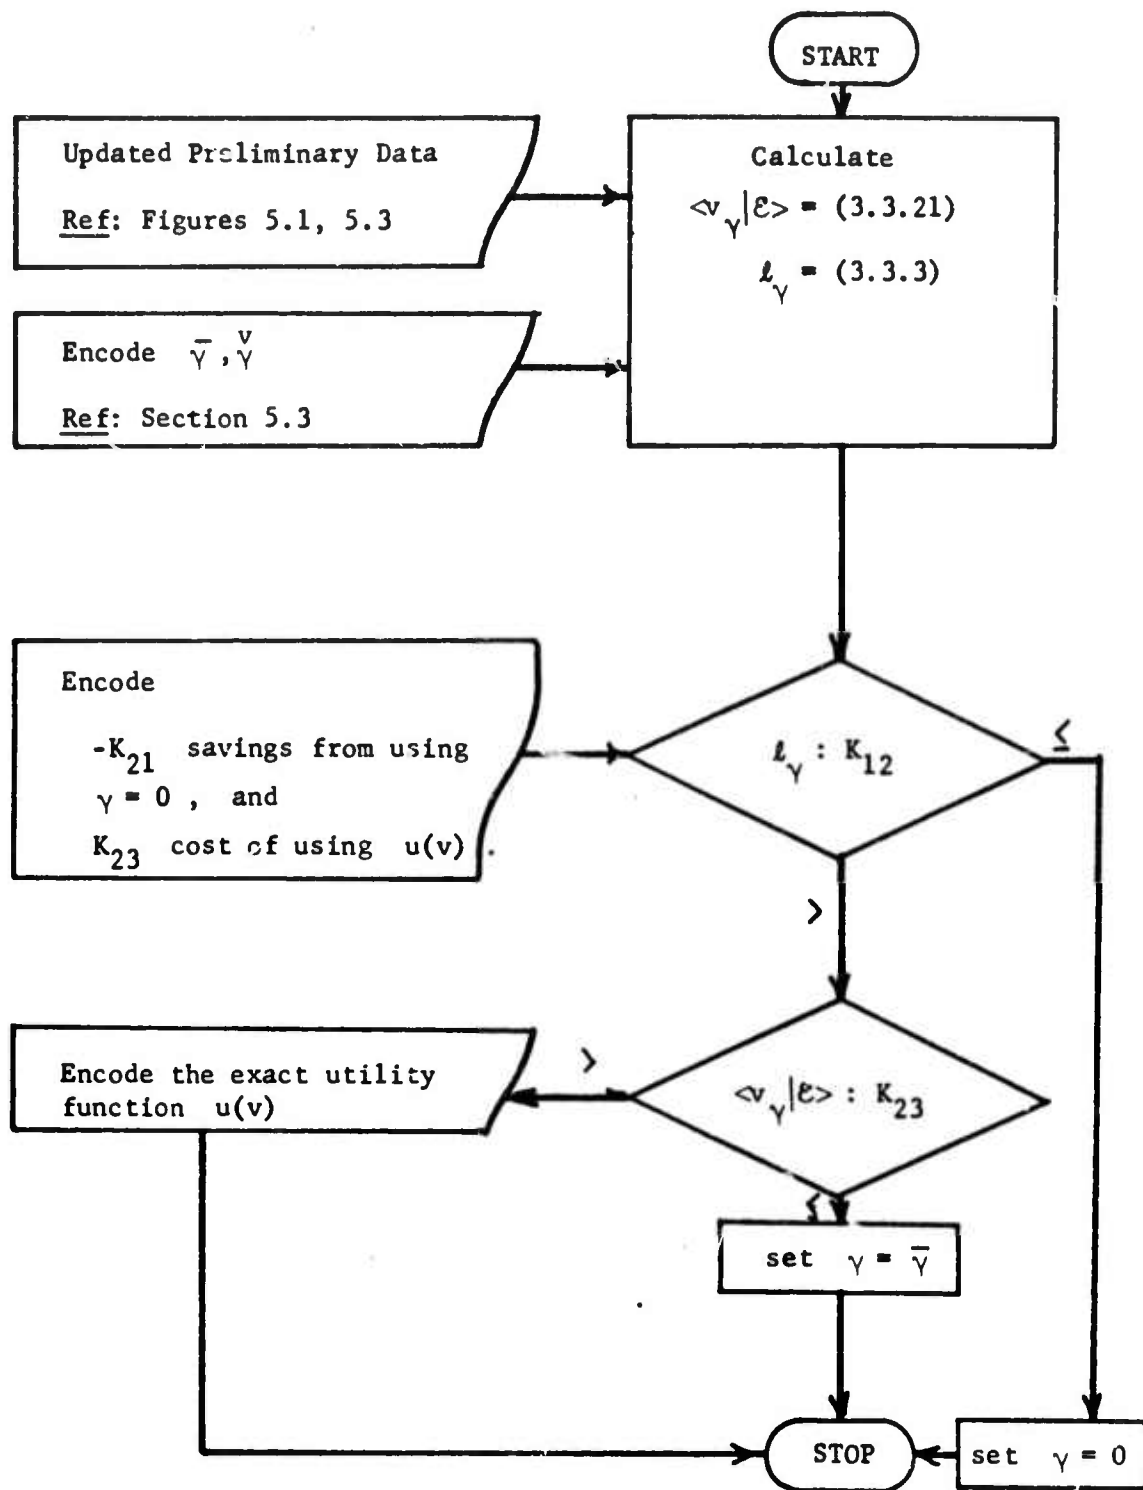 START
Updated Preliminary Data
Ref: Figures 5.1, 5.3
Calculate
<v_γ|ε> = (3.3.21)
ℓ_γ = (3.3.3)
Encode γ̄, γ̌
Ref: Section 5.3
Encode
-K₂₁ savings from using
γ = 0 , and
K₂₃ cost of using u(v)
ℓ_γ : K₁₂
≤
>
Encode the exact utility
function u(v)
>
<v_γ|ε> : K₂₃
≤
set γ = γ̄
STOP
set γ = 0